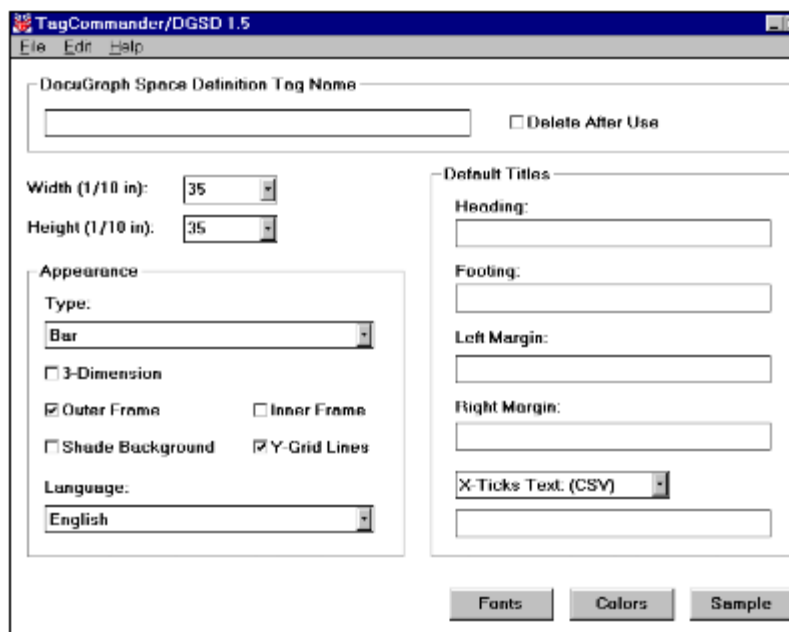 TagCommander/DGSD 1.5
File Edit Help
DocuGraph Space Definition Tag Name
Delete After Use
Width (1/10 in): 35
Height (1/10 in): 35
Appearance
Type:
Bar
3-Dimension
Outer Frame Inner Frame
Shade Background Y-Grid Lines
Language:
English
Default Titles
Heading:
Footing:
Left Margin:
Right Margin:
X-Ticks Text: (CSV)
Fonts Colors Sample